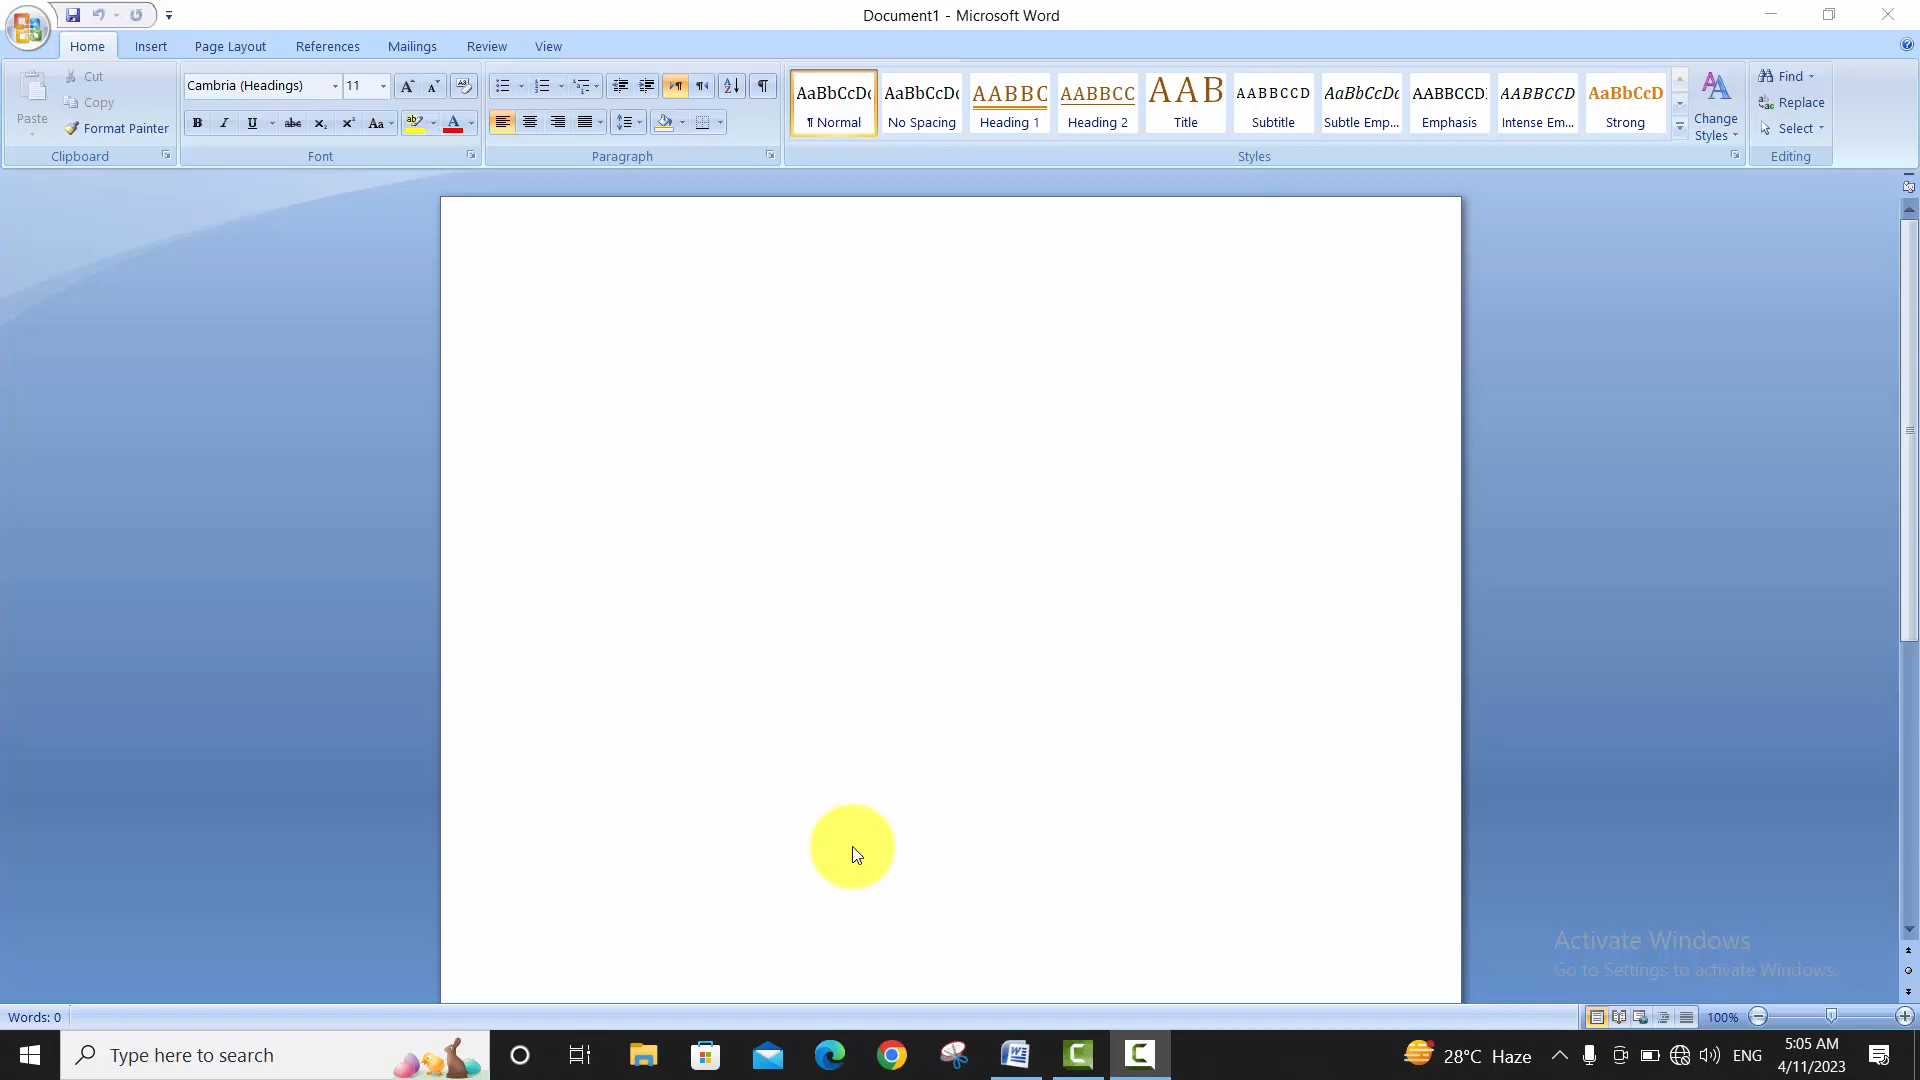 Document1 - Microsoft Word
Home Insert Page Layout References Mailings Review View
Paste
Cut
Copy
Format Painter
Clipboard
Cambria (Headings) 11
B I U abc x₂ x² Aa
Font
Paragraph
AaBbCcDc AaBbCcDc AABBC AABBCC AAB AABBCCD AaBbCcDc AABBCCD: AABBCCD AaBbCcD
¶ Normal No Spacing Heading 1 Heading 2 Title Subtitle Subtle Emp... Emphasis Intense Em... Strong
Change
Styles
Styles
Find
Replace
Select
Editing
Activate Windows
Go to Settings to activate Windows.
Words: 0
100%
Type here to search
28°C Haze
ENG
5:05 AM
4/11/2023